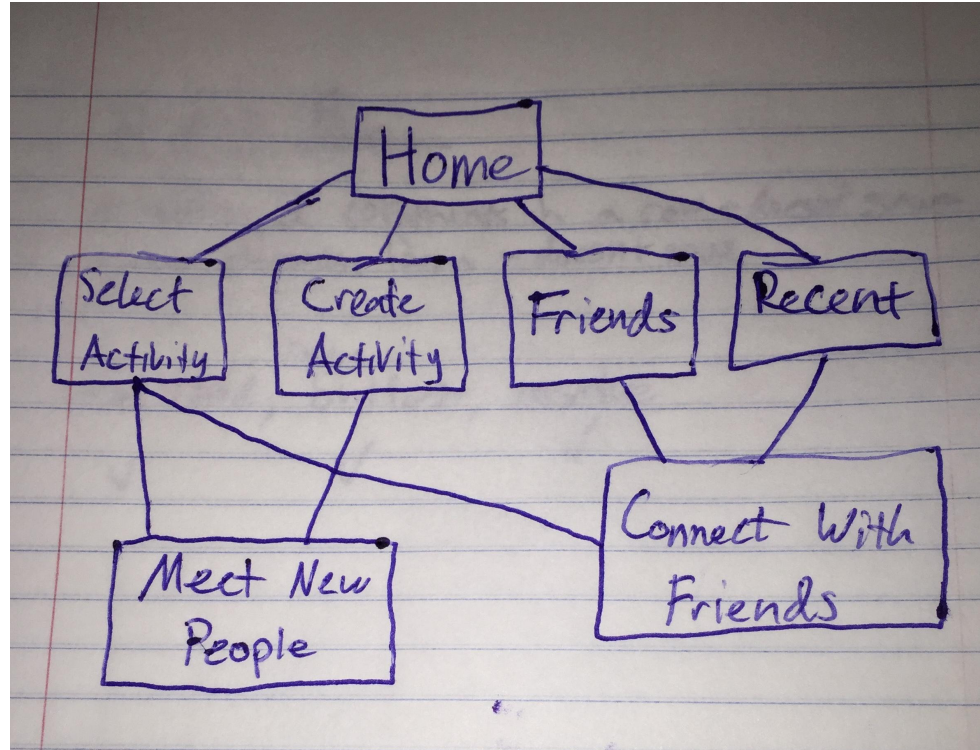 Home
Select
Activity
Create
Activity
Friends
Recent
Meet New
People
Connect With
Friends